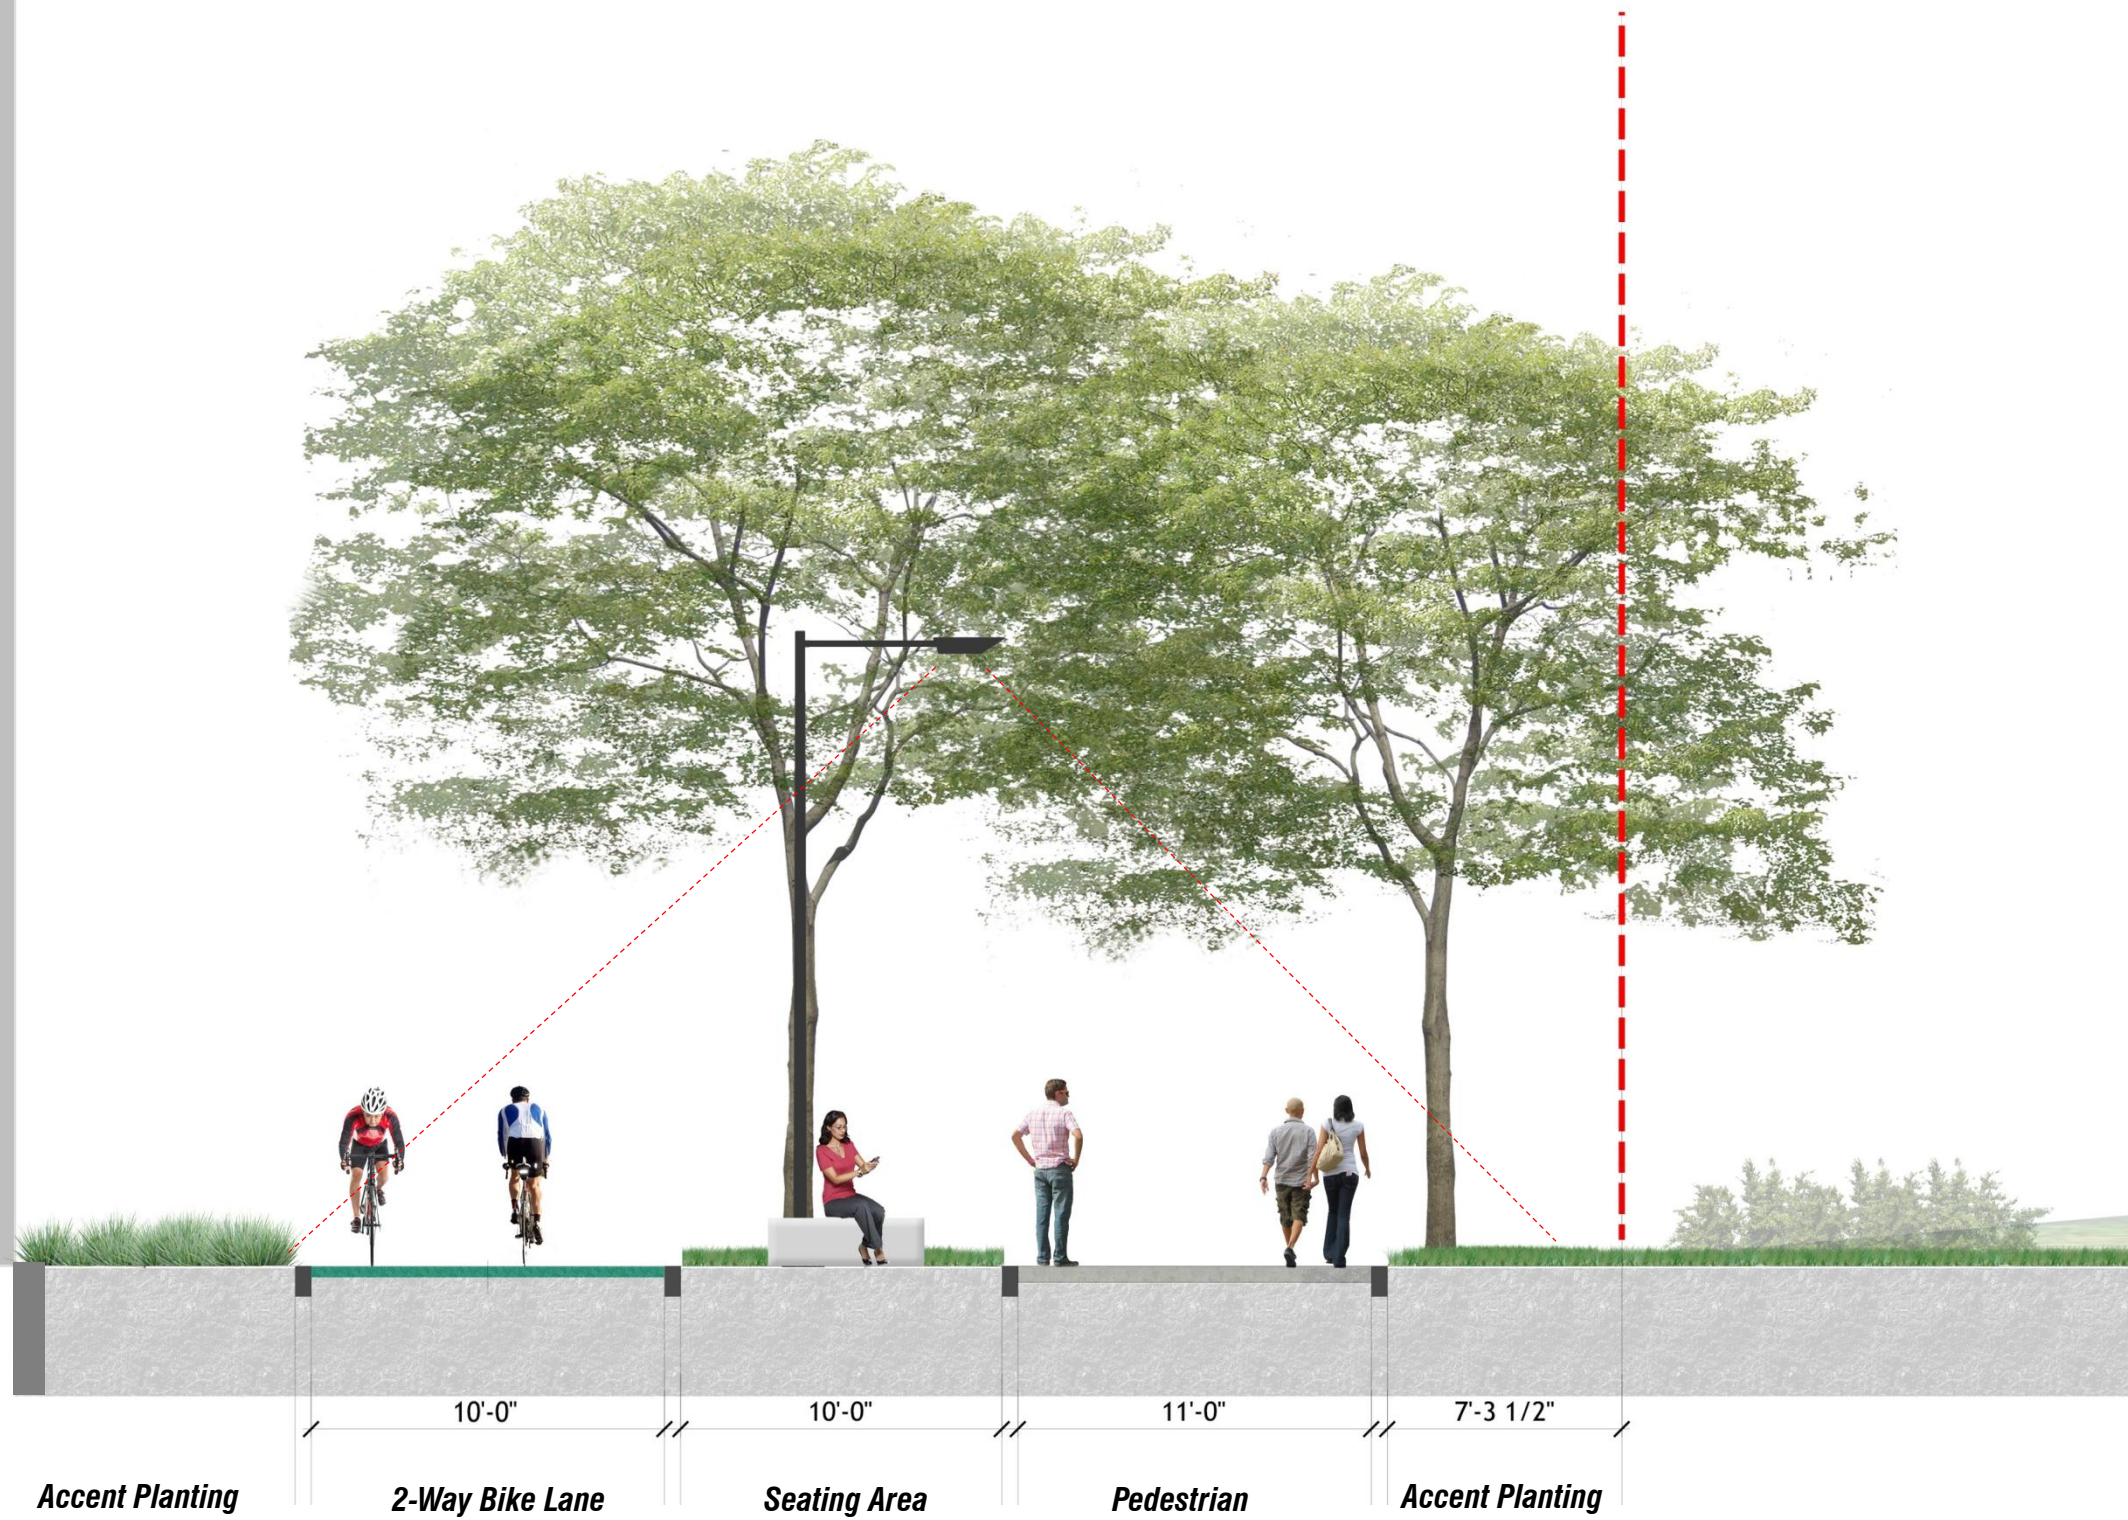 10'-0"
10'-0"
11'-0"
7'-3 1/2"
Accent Planting
2-Way Bike Lane
Seating Area
Pedestrian
Accent Planting